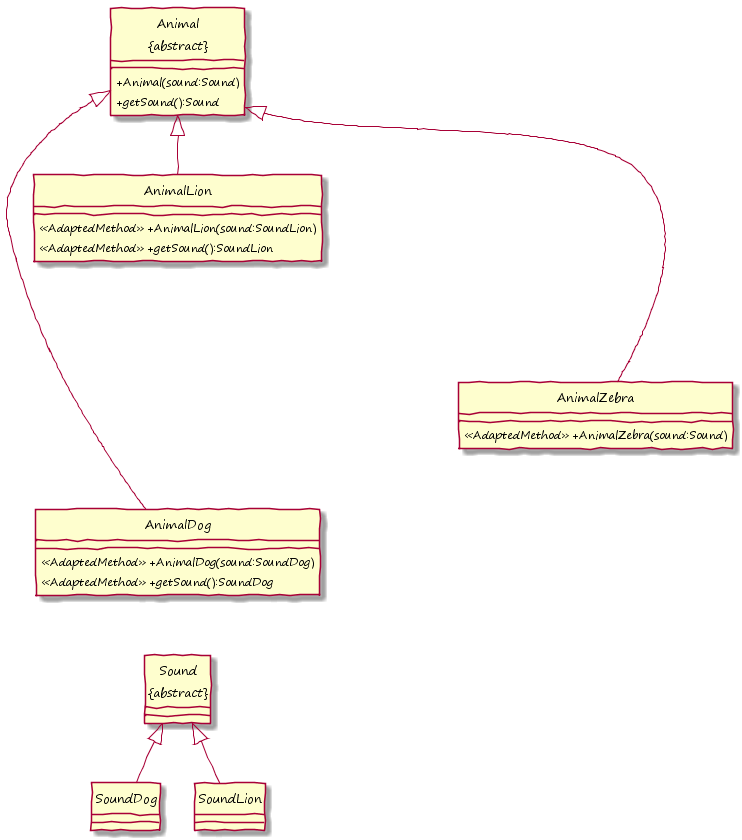 Animal
{abstract}
+Animal(sound:Sound)
+getSound():Sound
AnimalLion
<<AdaptedMethod>> +AnimalLion(sound:SoundLion)
<<AdaptedMethod>> +getSound():SoundLion
AnimalZebra
<<AdaptedMethod>> +AnimalZebra(sound:Sound)
AnimalDog
<<AdaptedMethod>> +AnimalDog(sound:SoundDog)
<<AdaptedMethod>> +getSound():SoundDog
Sound
{abstract}
SoundDog
SoundLion